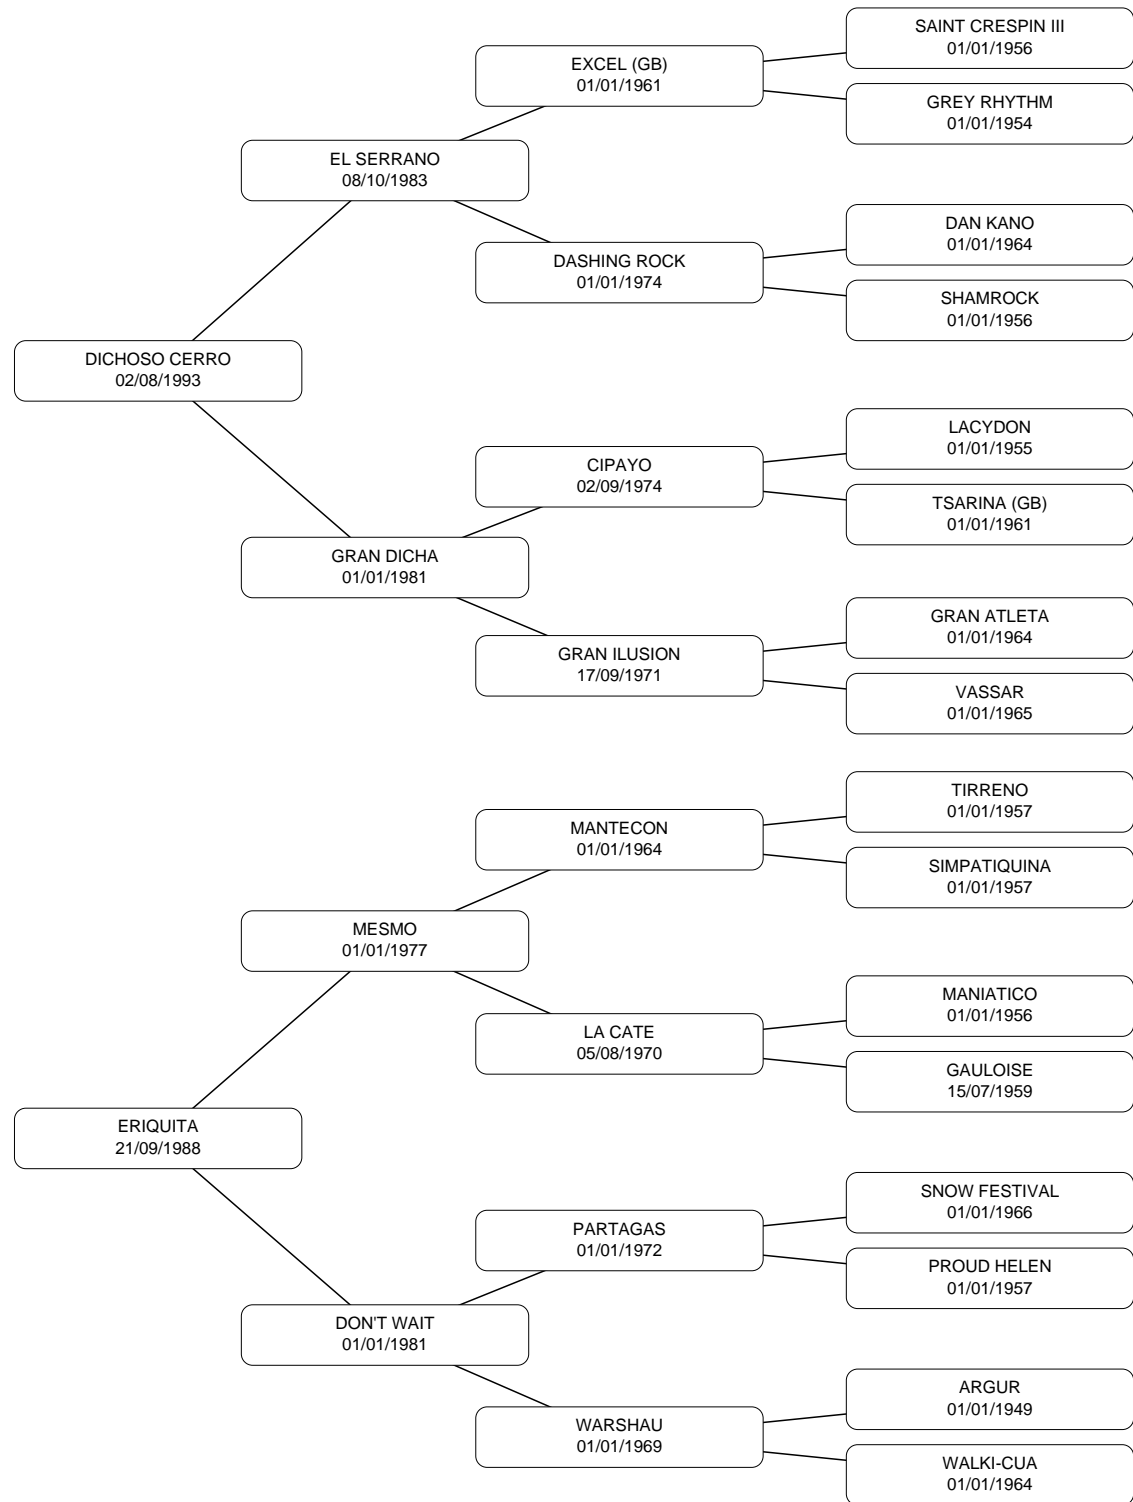 SAINT CRESPIN III
01/01/1956
EXCEL (GB)
01/01/1961
GREY RHYTHM
01/01/1954
EL SERRANO
08/10/1983
DAN KANO
01/01/1964
DASHING ROCK
01/01/1974
SHAMROCK
01/01/1956
DICHOSO CERRO
02/08/1993
LACYDON
01/01/1955
CIPAYO
02/09/1974
TSARINA (GB)
01/01/1961
GRAN DICHA
01/01/1981
GRAN ATLETA
01/01/1964
GRAN ILUSION
17/09/1971
VASSAR
01/01/1965
TIRRENO
01/01/1957
MANTECON
01/01/1964
SIMPATIQUINA
01/01/1957
MESMO
01/01/1977
MANIATICO
01/01/1956
LA CATE
05/08/1970
GAULOISE
15/07/1959
ERIQUITA
21/09/1988
SNOW FESTIVAL
01/01/1966
PARTAGAS
01/01/1972
PROUD HELEN
01/01/1957
DON'T WAIT
01/01/1981
ARGUR
01/01/1949
WARSHAU
01/01/1969
WALKI-CUA
01/01/1964